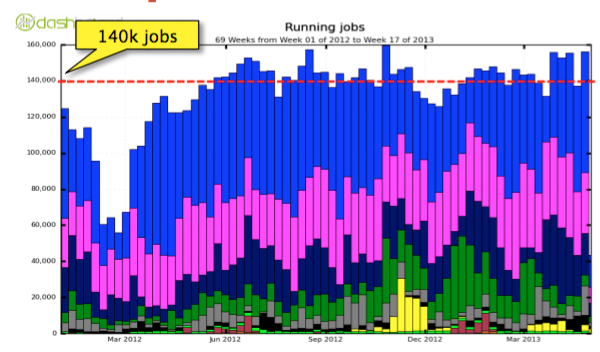 140k jobs
Running jobs
69 Weeks from Week 01 of 2012 to Week 17 of 2013
160,000
140,000
120,000
100,000
80,000
60,000
40,000
20,000
0
Mar 2012
Jun 2012
Sep 2012
Dec 2012
Mar 2013